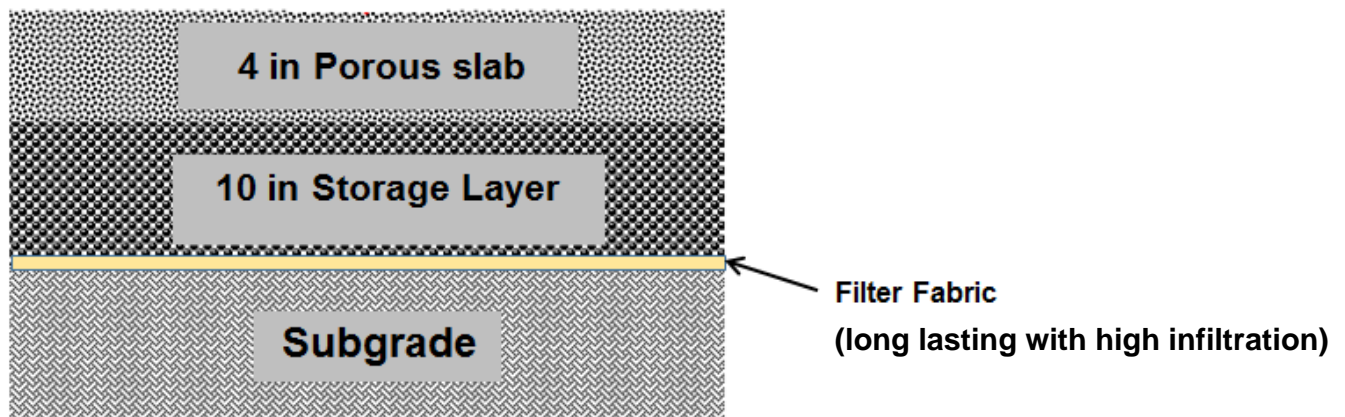 4 in Porous slab
10 in Storage Layer
Filter Fabric
(long lasting with high infiltration)
Subgrade